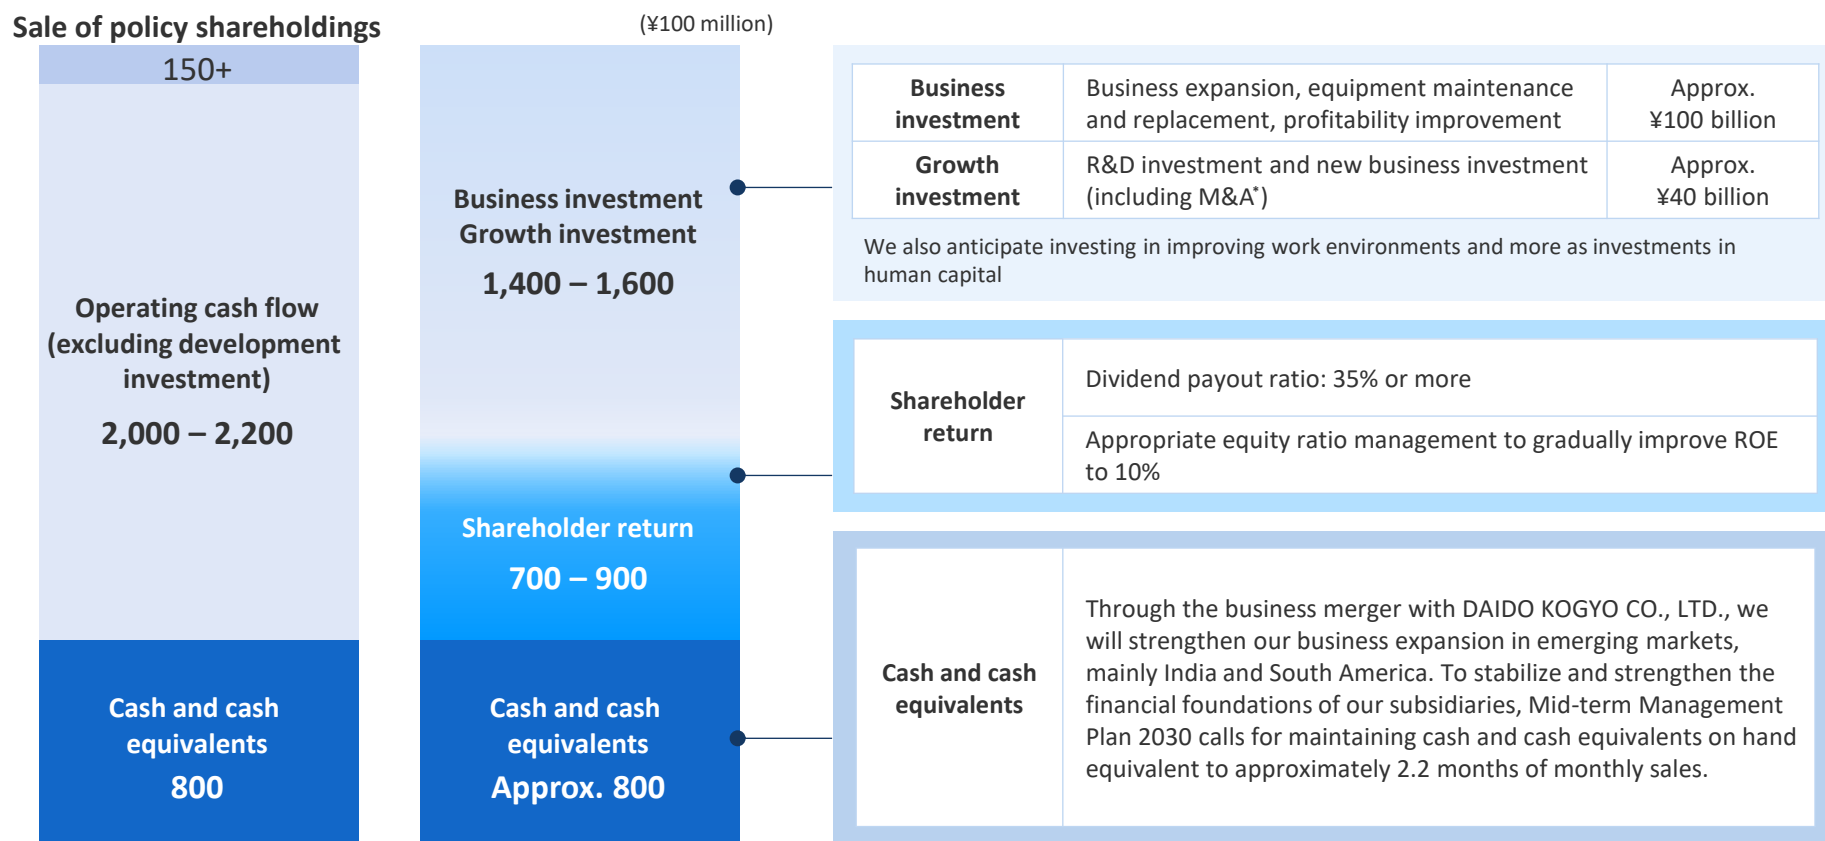 Sale of policy shareholdings
(¥100 million)
150+
Operating cash flow
(excluding development
investment)
2,000 – 2,200
Cash and cash
equivalents
800
Business investment
Growth investment
1,400 – 1,600
Shareholder return
700 – 900
Cash and cash
equivalents
Approx. 800
Business
investment
Business expansion, equipment maintenance
and replacement, profitability improvement
Approx.
¥100 billion
Growth
investment
R&D investment and new business investment
(including M&A*)
Approx.
¥40 billion
We also anticipate investing in improving work environments and more as investments in
human capital
Shareholder
return
Dividend payout ratio: 35% or more
Appropriate equity ratio management to gradually improve ROE
to 10%
Cash and cash
equivalents
Through the business merger with DAIDO KOGYO CO., LTD., we
will strengthen our business expansion in emerging markets,
mainly India and South America. To stabilize and strengthen the
financial foundations of our subsidiaries, Mid-term Management
Plan 2030 calls for maintaining cash and cash equivalents on hand
equivalent to approximately 2.2 months of monthly sales.